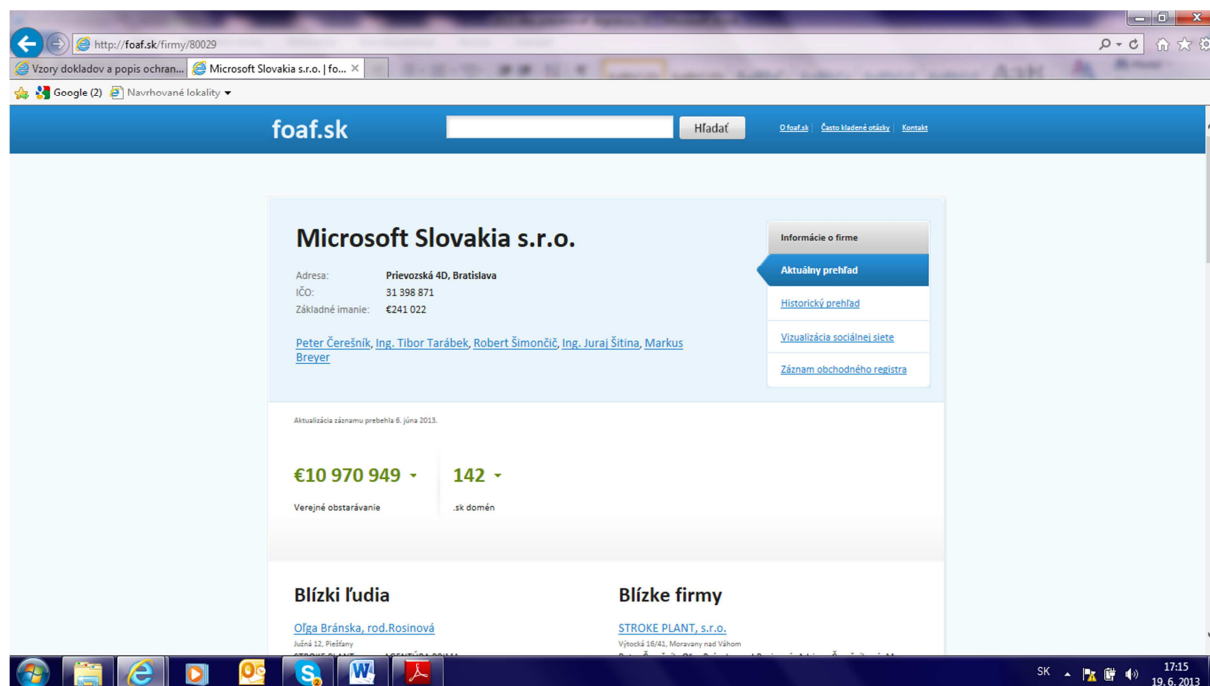 http://foaf.sk/firmy/80029
Vzory dokladov a popis ochran...
Microsoft Slovakia s.r.o. | fo...
Google (2)
Navrhované lokality
foaf.sk
Hľadať
O foaf.sk
Často kladené otázky
Kontakt
Microsoft Slovakia s.r.o.
Adresa: Prievozská 4D, Bratislava
IČO: 31 398 871
Základné imanie: €241 022
Peter Čerešník, Ing. Tibor Tarábek, Robert Šimončič, Ing. Juraj Šitina, Markus
Breyer
Informácie o firme
Aktuálny prehľad
Historický prehľad
Vizualizácia sociálnej siete
Záznam obchodného registra
Aktualizácia záznamu prebehla 6. júna 2013.
€10 970 949
142
Verejné obstarávanie
.sk domén
Blízki ľudia
Oľga Bránska, rod.Rosinová
Južná 12, Piešťany
Blízke firmy
STROKE PLANT, s.r.o.
Výtocká 16/41, Moravany nad Váhom
SK
17:15
19. 6. 2013